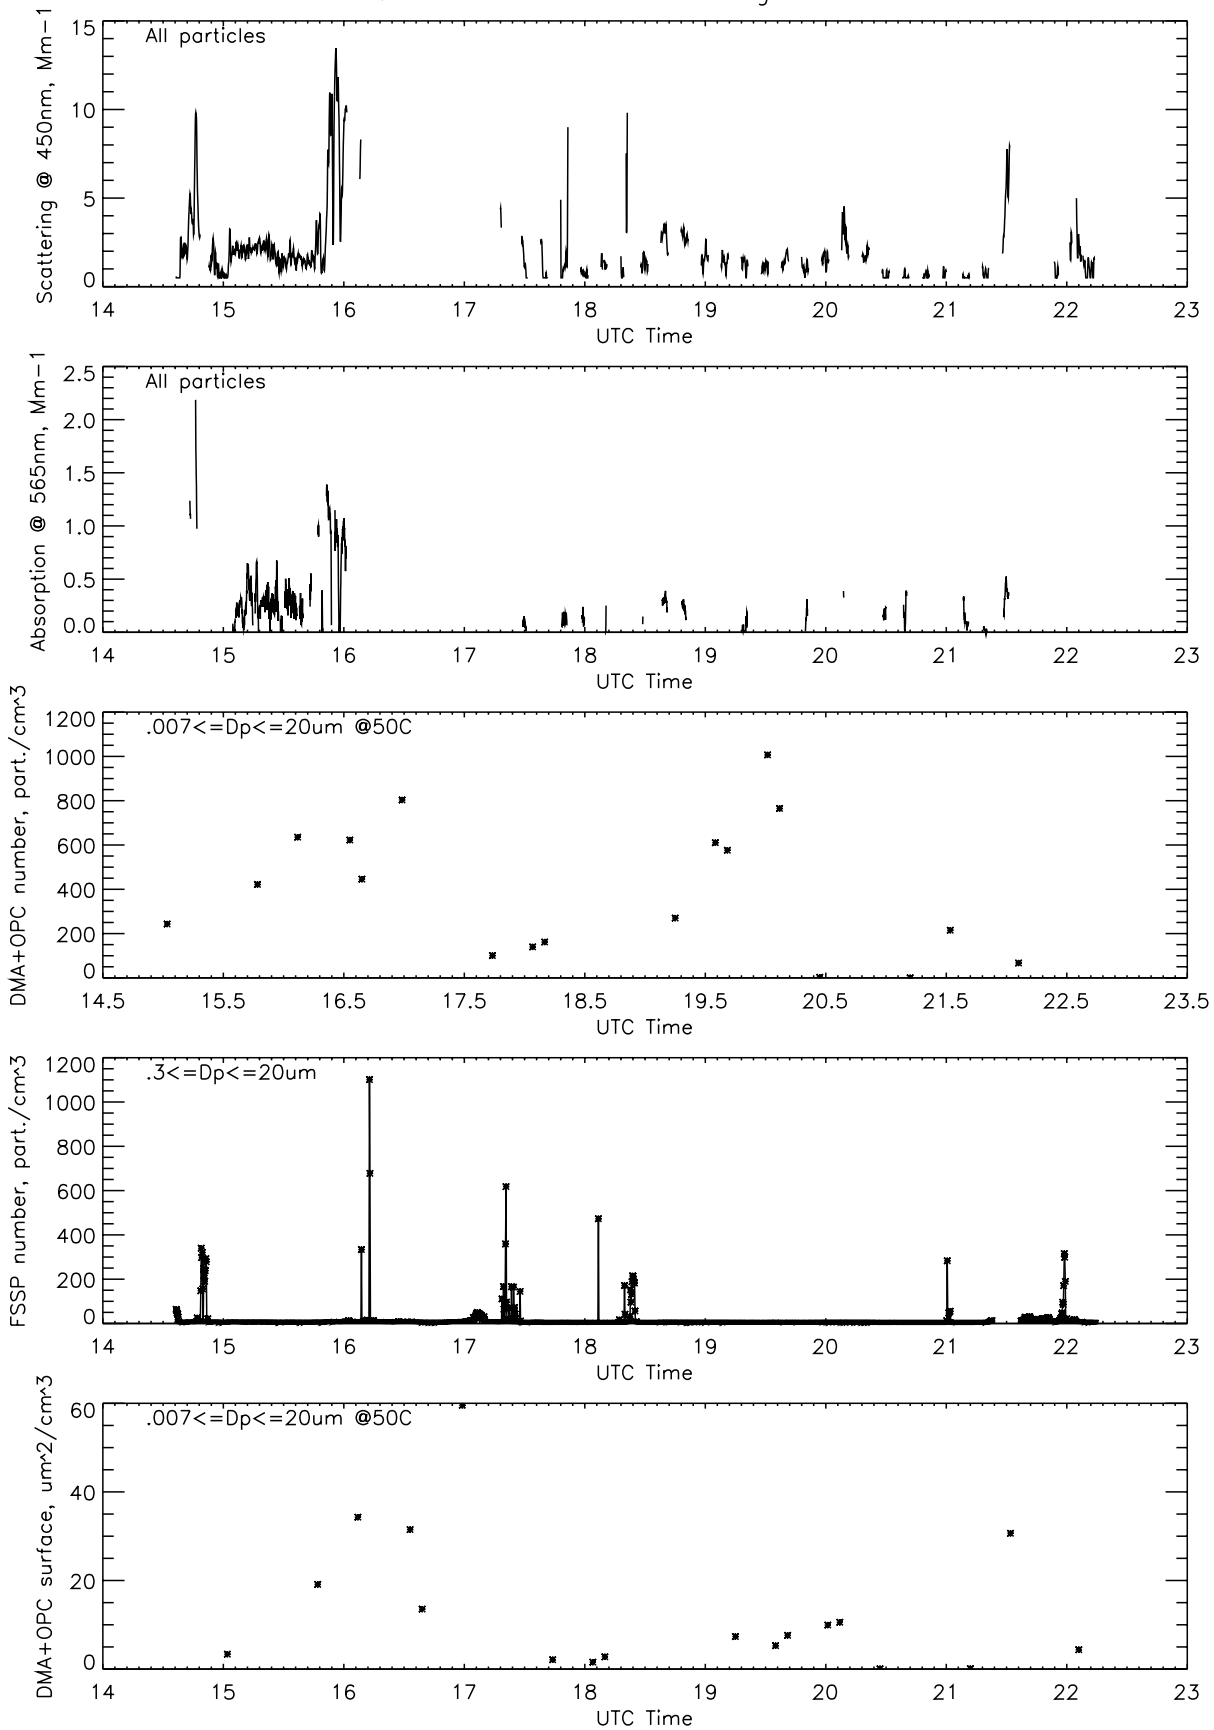 All particles
Scattering @ 450nm, Mm-1
15
10
5
0
14 15 16 17 18 19 20 21 22 23
UTC Time
All particles
Absorption @ 565nm, Mm-1
2.5
2.0
1.5
1.0
0.5
0.0
14 15 16 17 18 19 20 21 22 23
UTC Time
.007<=Dp<=20um @50C
DMA+OPC number, part./cm^3
1200
1000
800
600
400
200
0
14.5 15.5 16.5 17.5 18.5 19.5 20.5 21.5 22.5 23.5
UTC Time
.3<=Dp<=20um
FSSP number, part./cm^3
1200
1000
800
600
400
200
0
14 15 16 17 18 19 20 21 22 23
UTC Time
.007<=Dp<=20um @50C
DMA+OPC surface, um^2/cm^3
60
40
20
0
14 15 16 17 18 19 20 21 22 23
UTC Time